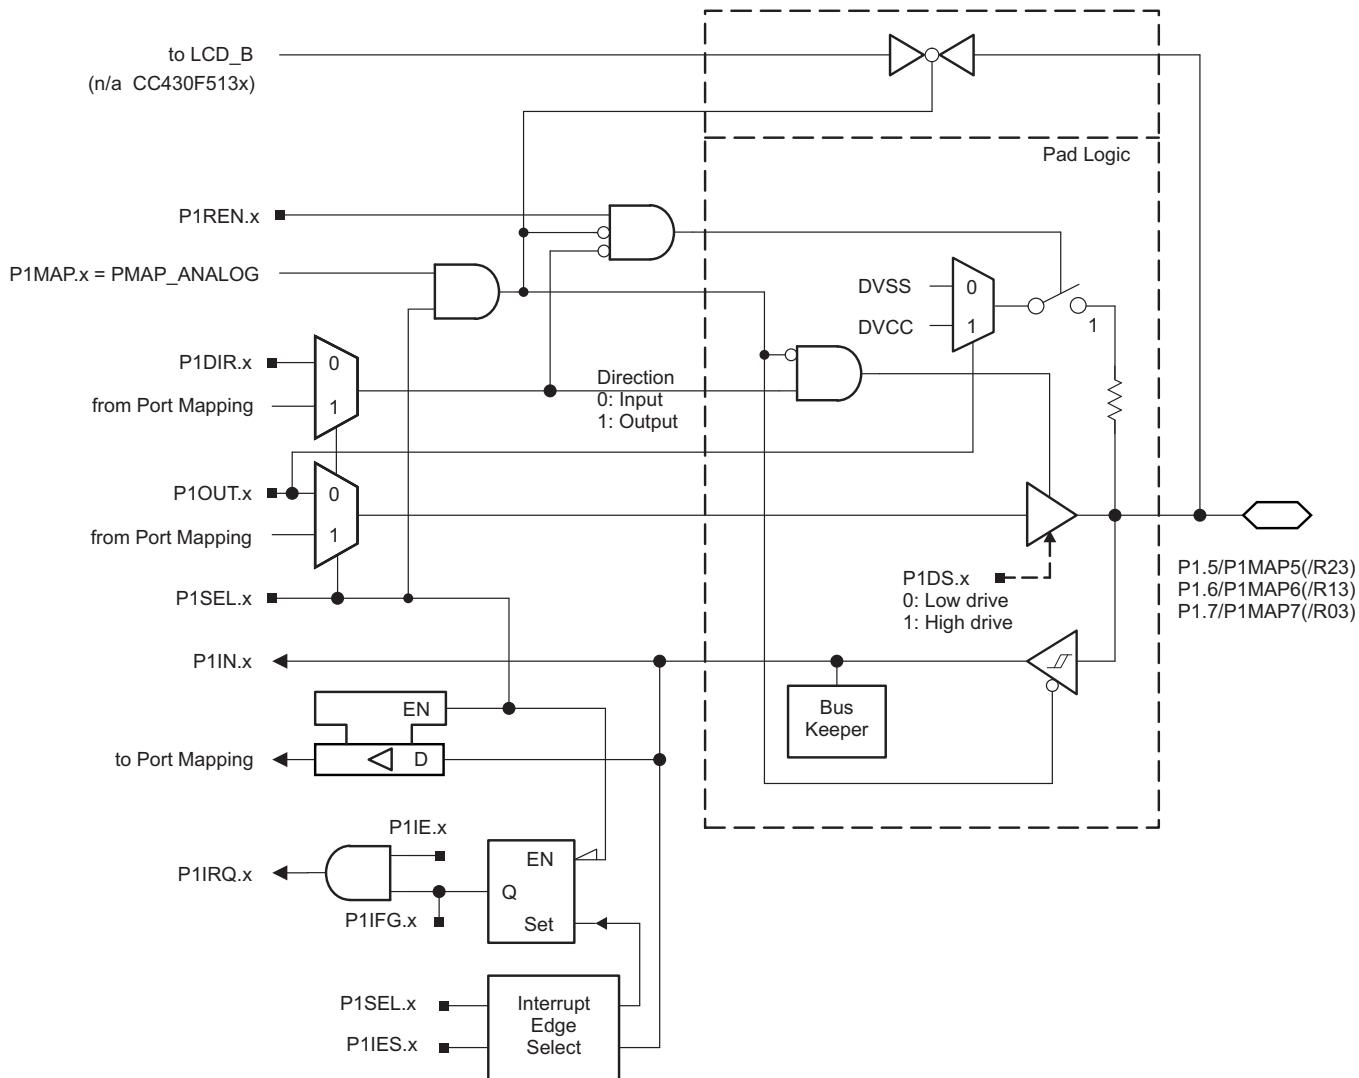 to LCD_B
(n/a CC430F513x)
Pad Logic
P1REN.x
P1MAP.x = PMAP_ANALOG
DVSS
0
DVCC
1
1
P1DIR.x
0
from Port Mapping
1
Direction
0: Input
1: Output
P1OUT.x
0
from Port Mapping
1
P1SEL.x
P1DS.x
0: Low drive
1: High drive
P1.5/P1MAP5(/R23)
P1.6/P1MAP6(/R13)
P1.7/P1MAP7(/R03)
P1IN.x
Bus
Keeper
EN
to Port Mapping
D
P1IE.x
P1IRQ.x
EN
Q
P1IFG.x
Set
P1SEL.x
P1IES.x
Interrupt
Edge
Select